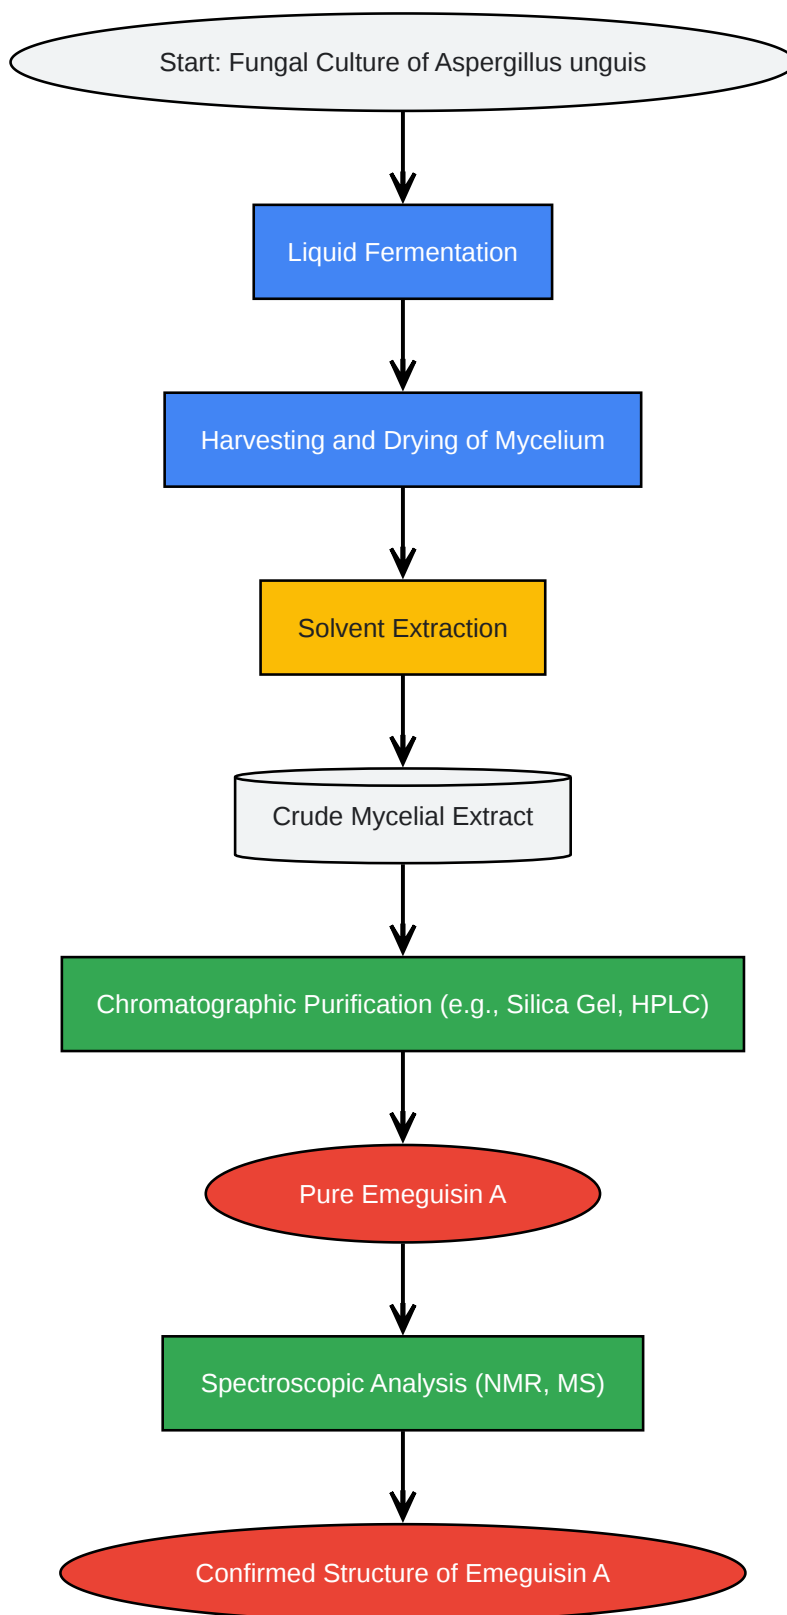 Start: Fungal Culture of Aspergillus unguis
Liquid Fermentation
Harvesting and Drying of Mycelium
Solvent Extraction
Crude Mycelial Extract
Chromatographic Purification (e.g., Silica Gel, HPLC)
Pure Emeguisin A
Spectroscopic Analysis (NMR, MS)
Confirmed Structure of Emeguisin A